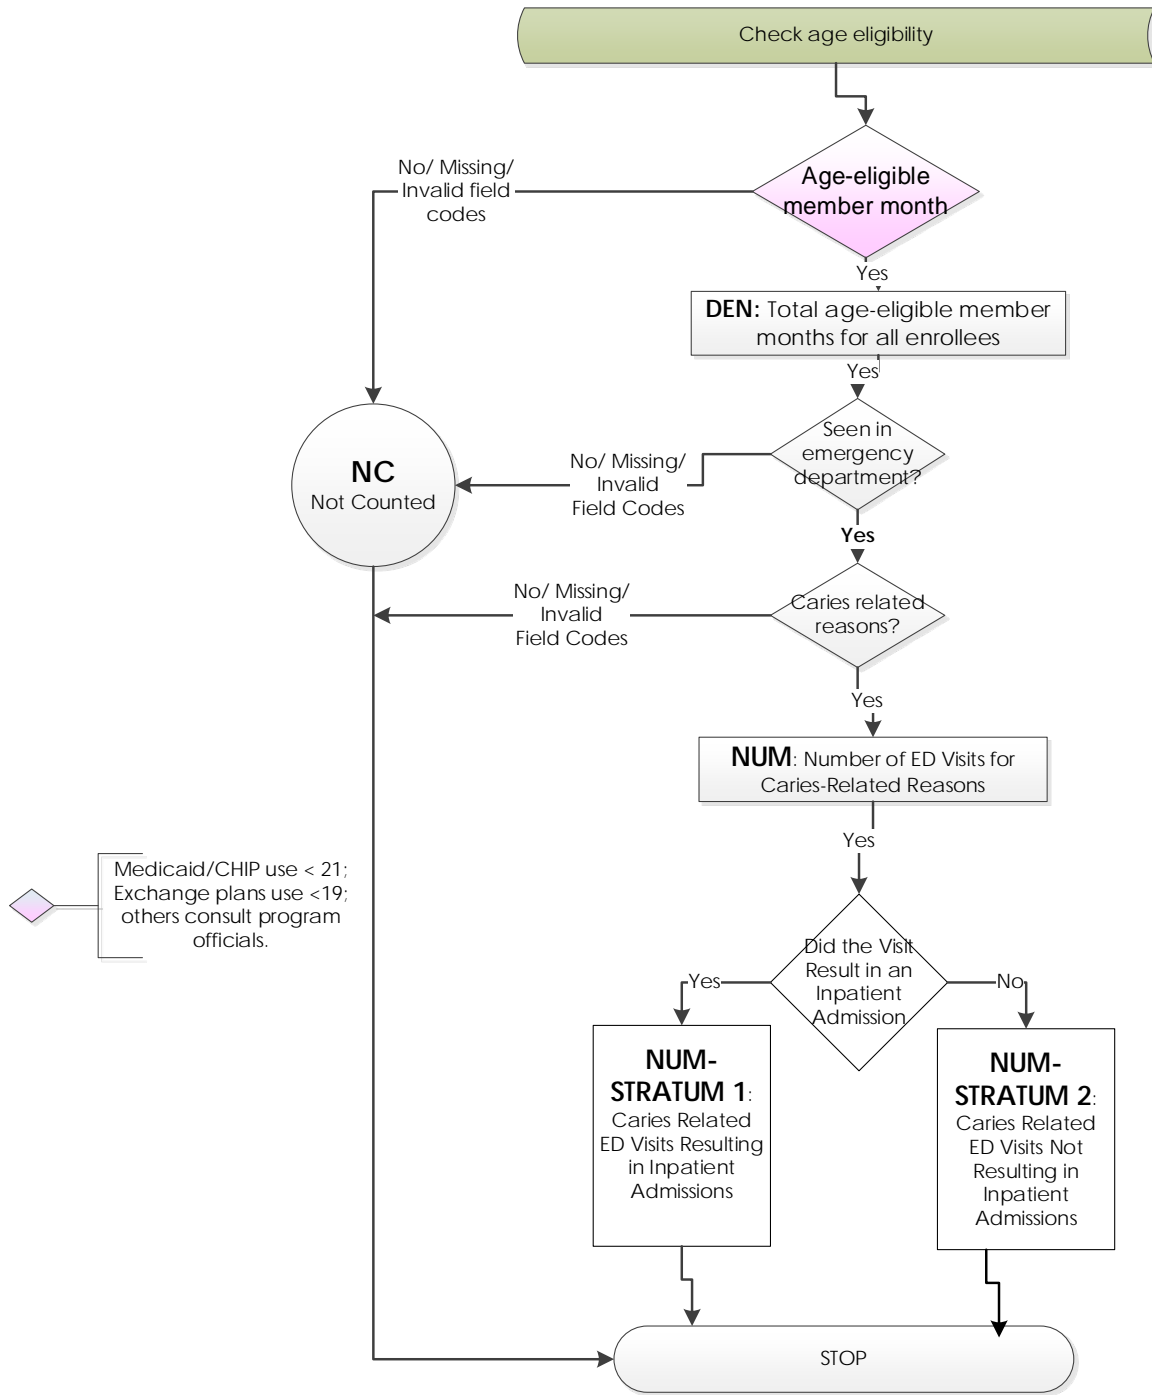 Check age eligibility
No/ Missing/
Invalid field
codes
Age-eligible
member month
Yes
DEN: Total age-eligible member
months for all enrollees
Yes
Seen in
emergency
department?
No/ Missing/
Invalid
Field Codes
NC
Not Counted
Yes
Caries related
reasons?
No/ Missing/
Invalid
Field Codes
Yes
NUM: Number of ED Visits for
Caries-Related Reasons
Yes
Medicaid/CHIP use < 21;
Exchange plans use <19;
others consult program
officials.
Did the Visit
Result in an
Inpatient
Admission
Yes
No
NUM-
STRATUM 1:
Caries Related
ED Visits Resulting
in Inpatient
Admissions
NUM-
STRATUM 2:
Caries Related
ED Visits Not
Resulting in
Inpatient
Admissions
STOP